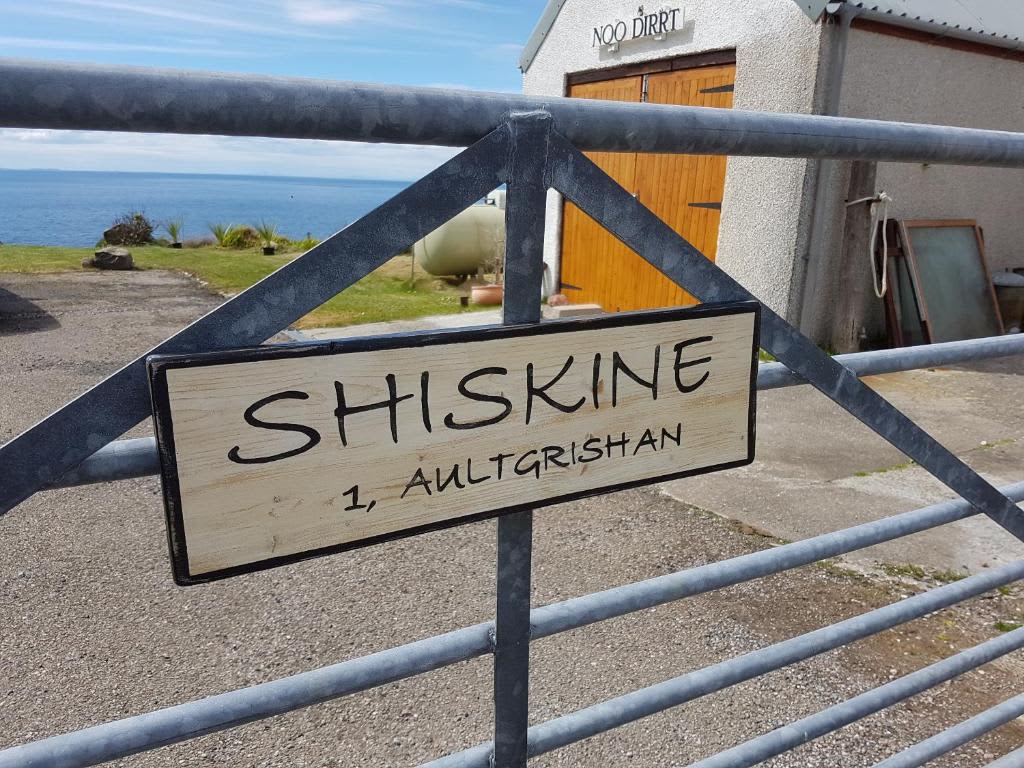 NOO DIRRT
SHISKINE
1, AULTGRISHAN